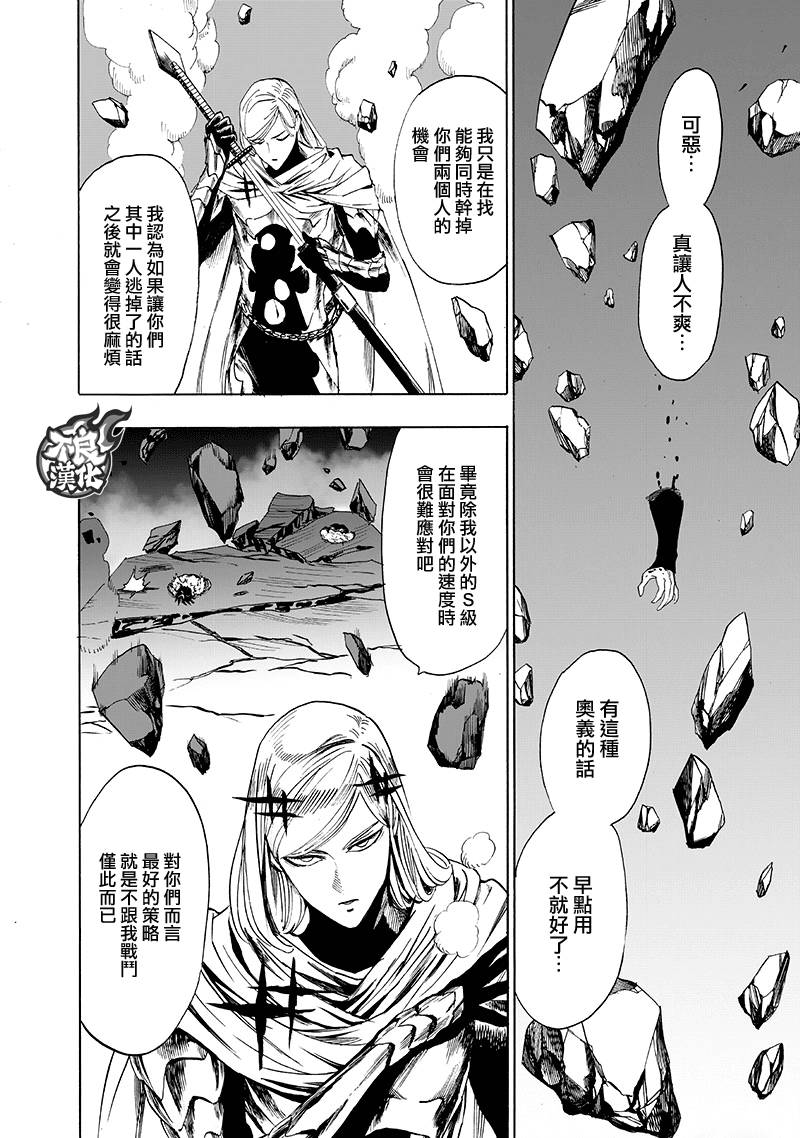 可惡…
真讓人不爽…
有這種
奧義的話
早點用
不就好了…
我只是在找
能夠同時幹掉
你們兩個人的
機會
我認為如果讓你們
其中一人逃掉了的話
之後就會變得很麻煩
畢竟除我以外的S級
在面對你們的速度時
會很難應對吧
對你們而言
最好的策略
就是不跟我戰鬥
僅此而已
大良
漢化